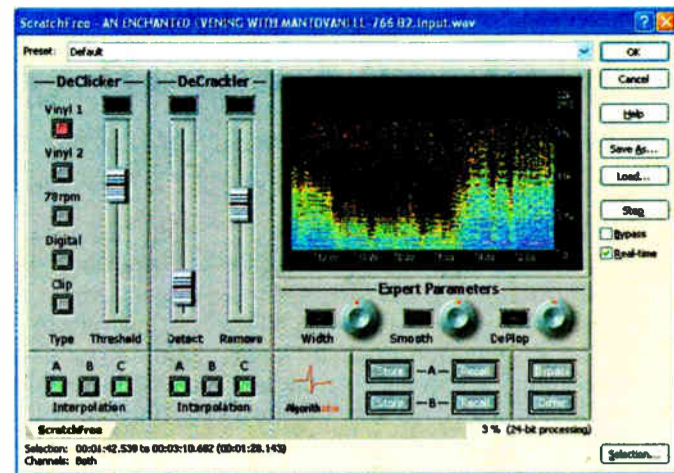 ScratchFree - AN ENCHANTED EVENING WITH MANTOVANI LL-766 B2.Input.wav
Preset: Default
OK
Cancel
Help
Save As...
Load...
Stop
Bypass
Real-time
DeClicker
DeCrackler
Vinyl 1
Vinyl 2
78rpm
Digital
Clip
Type Threshold
Detect Remove
Expert Parameters
Width Smooth DePlop
A B C
Interpolation
A B C
Interpolation
Algorithmix
Store A Recall
Store B Recall
Bypass
Differ
ScratchFree
3 % (24-bit processing)
Selection: 00:01:42.539 to 00:03:10.682 (00:01:28.143)
Channels: Both
Selection...